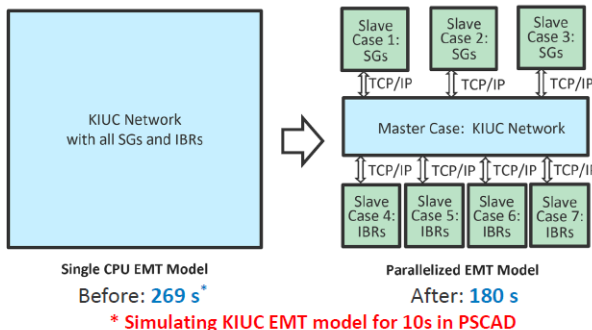 KIUC Network
with all SGs and IBRs
Single CPU EMT Model
Before: 269 s*
Slave
Case 1:
SGs
Slave
Case 2:
SGs
Slave
Case 3:
SGs
TCP/IP
TCP/IP
TCP/IP
Master Case: KIUC Network
TCP/IP
TCP/IP
TCP/IP
TCP/IP
Slave
Case 4:
IBRs
Slave
Case 5:
IBRs
Slave
Case 6:
IBRs
Slave
Case 7:
IBRs
Parallelized EMT Model
After: 180 s
* Simulating KIUC EMT model for 10s in PSCAD